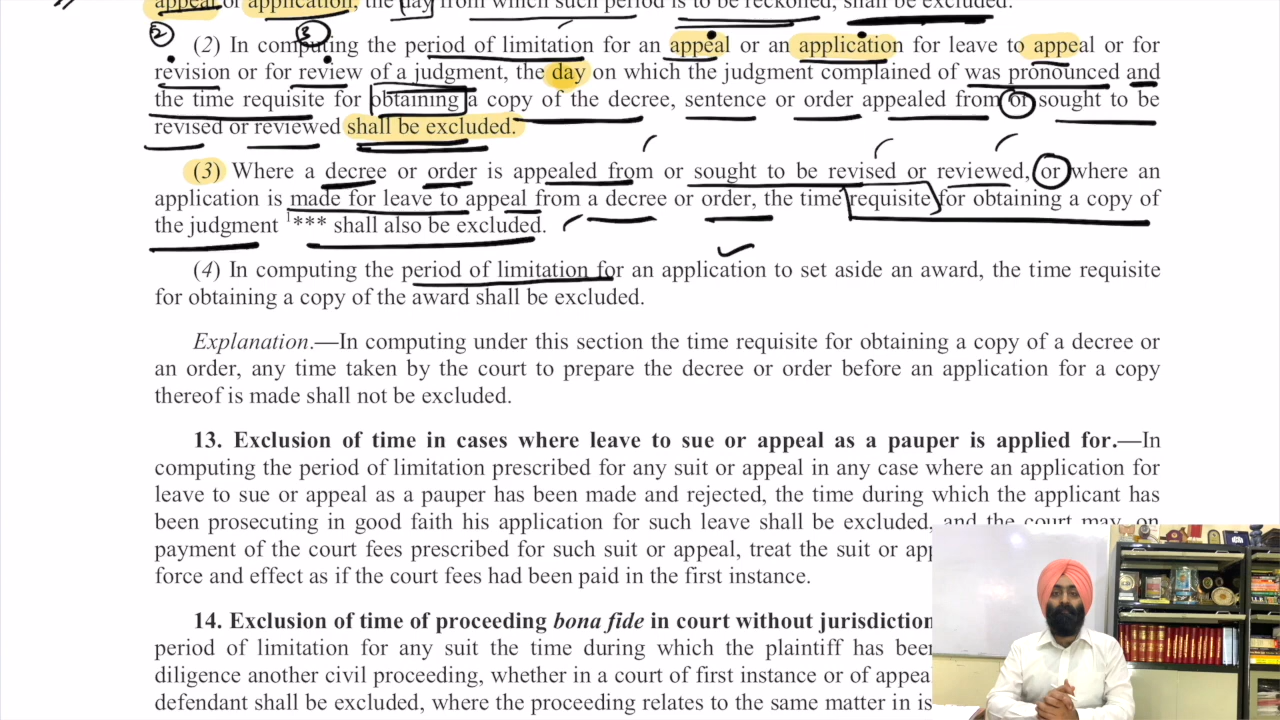 appeal or application, the day from which such period is to be reckoned, shall be excluded.
2 3
(2) In computing the period of limitation for an appeal or an application for leave to appeal or for
revision or for review of a judgment, the day on which the judgment complained of was pronounced and
the time requisite for obtaining a copy of the decree, sentence or order appealed from or sought to be
revised or reviewed shall be excluded.
(3) Where a decree or order is appealed from or sought to be revised or reviewed, or where an
application is made for leave to appeal from a decree or order, the time requisite for obtaining a copy of
the judgment 1*** shall also be excluded.
(4) In computing the period of limitation for an application to set aside an award, the time requisite
for obtaining a copy of the award shall be excluded.
Explanation.—In computing under this section the time requisite for obtaining a copy of a decree or
an order, any time taken by the court to prepare the decree or order before an application for a copy
thereof is made shall not be excluded.
13. Exclusion of time in cases where leave to sue or appeal as a pauper is applied for.—In
computing the period of limitation prescribed for any suit or appeal in any case where an application for
leave to sue or appeal as a pauper has been made and rejected, the time during which the applicant has
been prosecuting in good faith his application for such leave shall be excluded, and the court may, on
payment of the court fees prescribed for such suit or appeal, treat the suit or app
force and effect as if the court fees had been paid in the first instance.
14. Exclusion of time of proceeding bona fide in court without jurisdiction
period of limitation for any suit the time during which the plaintiff has bee
diligence another civil proceeding, whether in a court of first instance or of appea
defendant shall be excluded, where the proceeding relates to the same matter in is